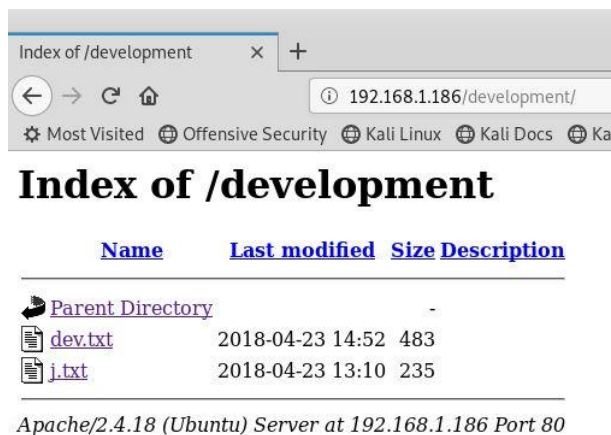 Index of /development × +
192.168.1.186/development/
Most Visited Offensive Security Kali Linux Kali Docs Ka
Index of /development
Name Last modified Size Description
Parent Directory -
dev.txt 2018-04-23 14:52 483
j.txt 2018-04-23 13:10 235
Apache/2.4.18 (Ubuntu) Server at 192.168.1.186 Port 80